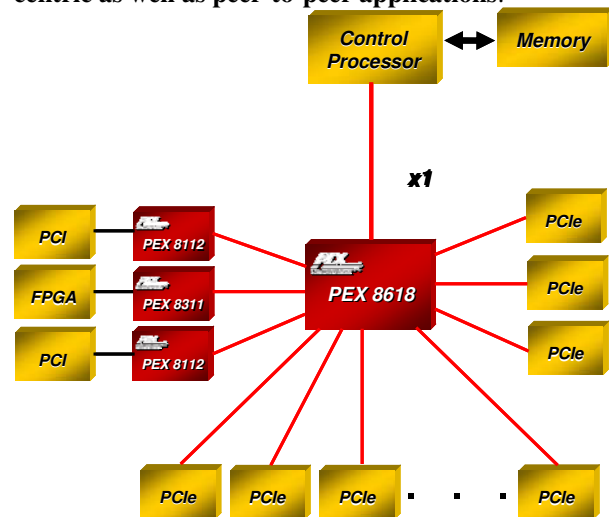 centric as well as peer-to-peer applications.
Control
Processor
Memory
x1
PCI
PEX 8112
PCIe
FPGA
PEX 8311
PEX
PEX 8618
PCIe
PCI
PEX 8112
PCIe
PCIe
PCIe
PCIe
. . .
PCIe